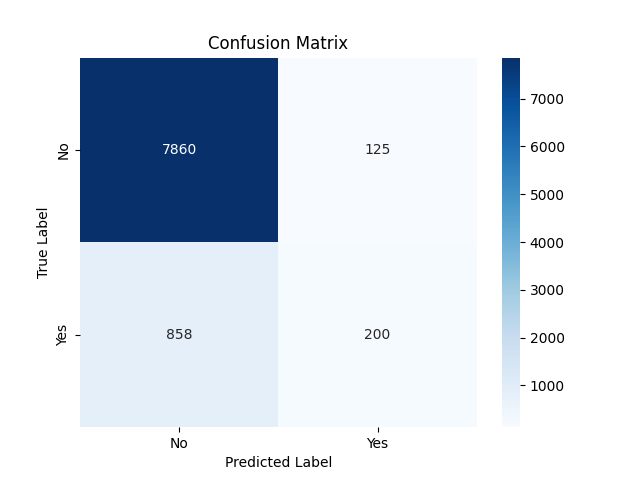 Confusion Matrix
7860 125
858 200
No
Yes
True Label
No Yes
Predicted Label
7000
6000
5000
4000
3000
2000
1000